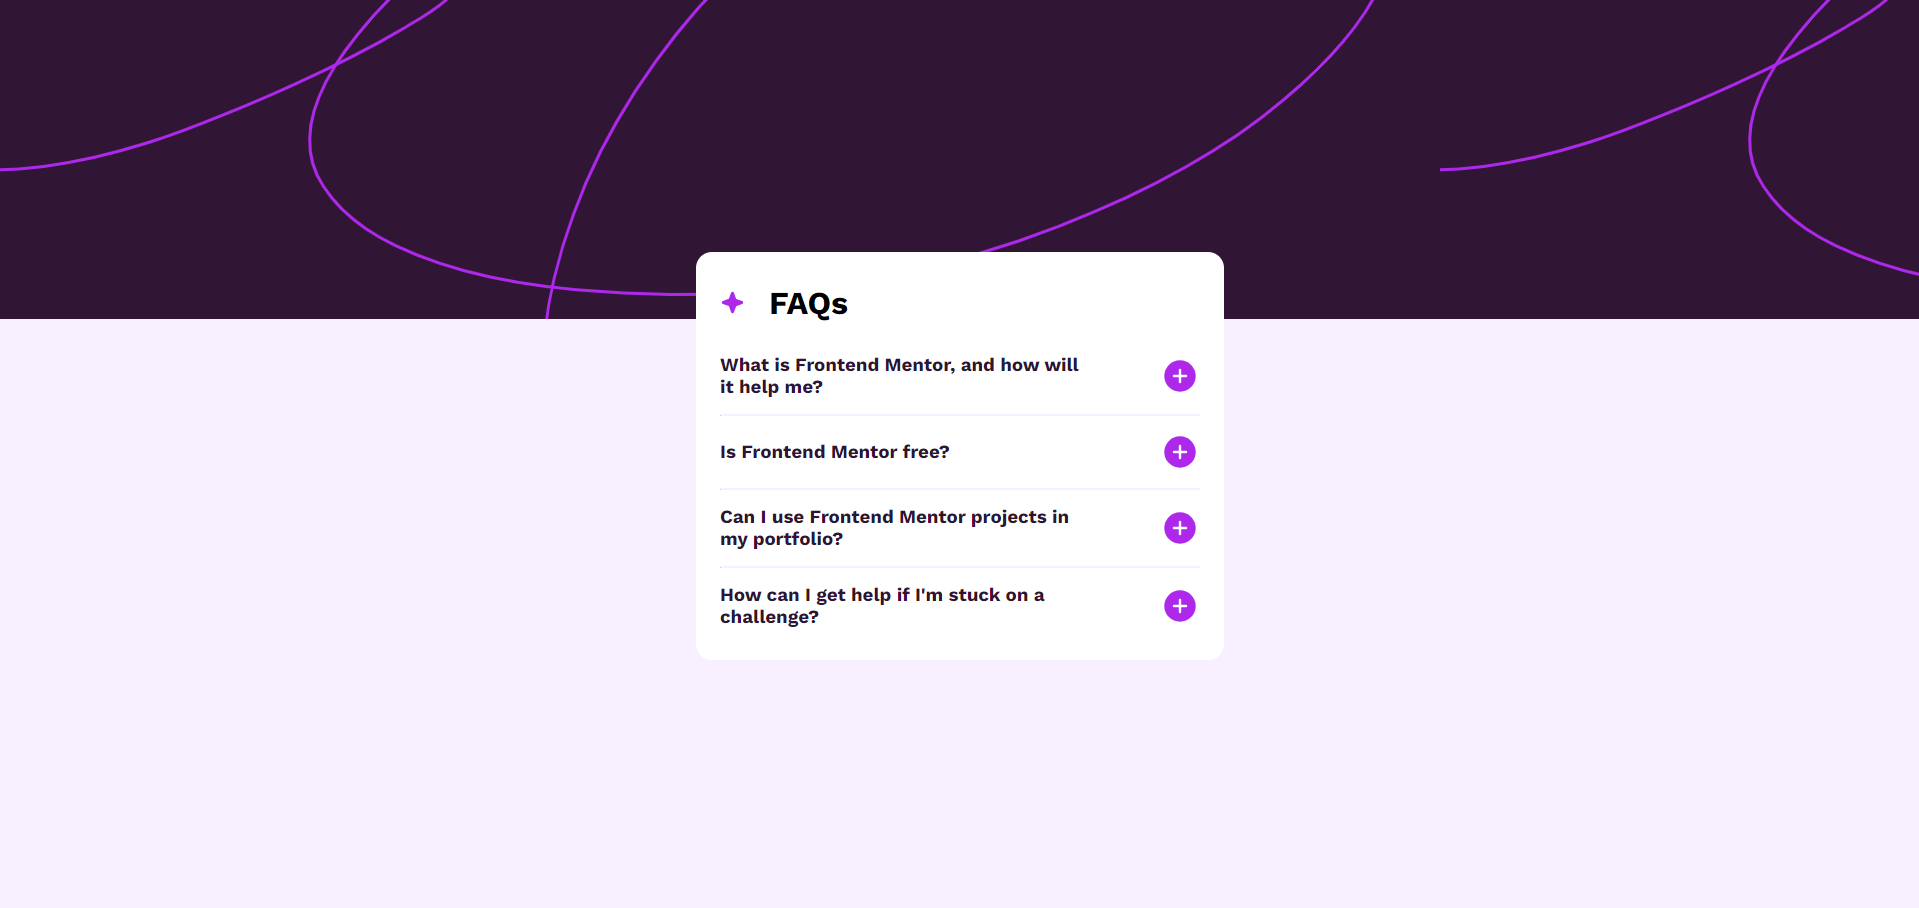 FAQs
What is Frontend Mentor, and how will
it help me?
Is Frontend Mentor free?
Can I use Frontend Mentor projects in
my portfolio?
How can I get help if I'm stuck on a
challenge?